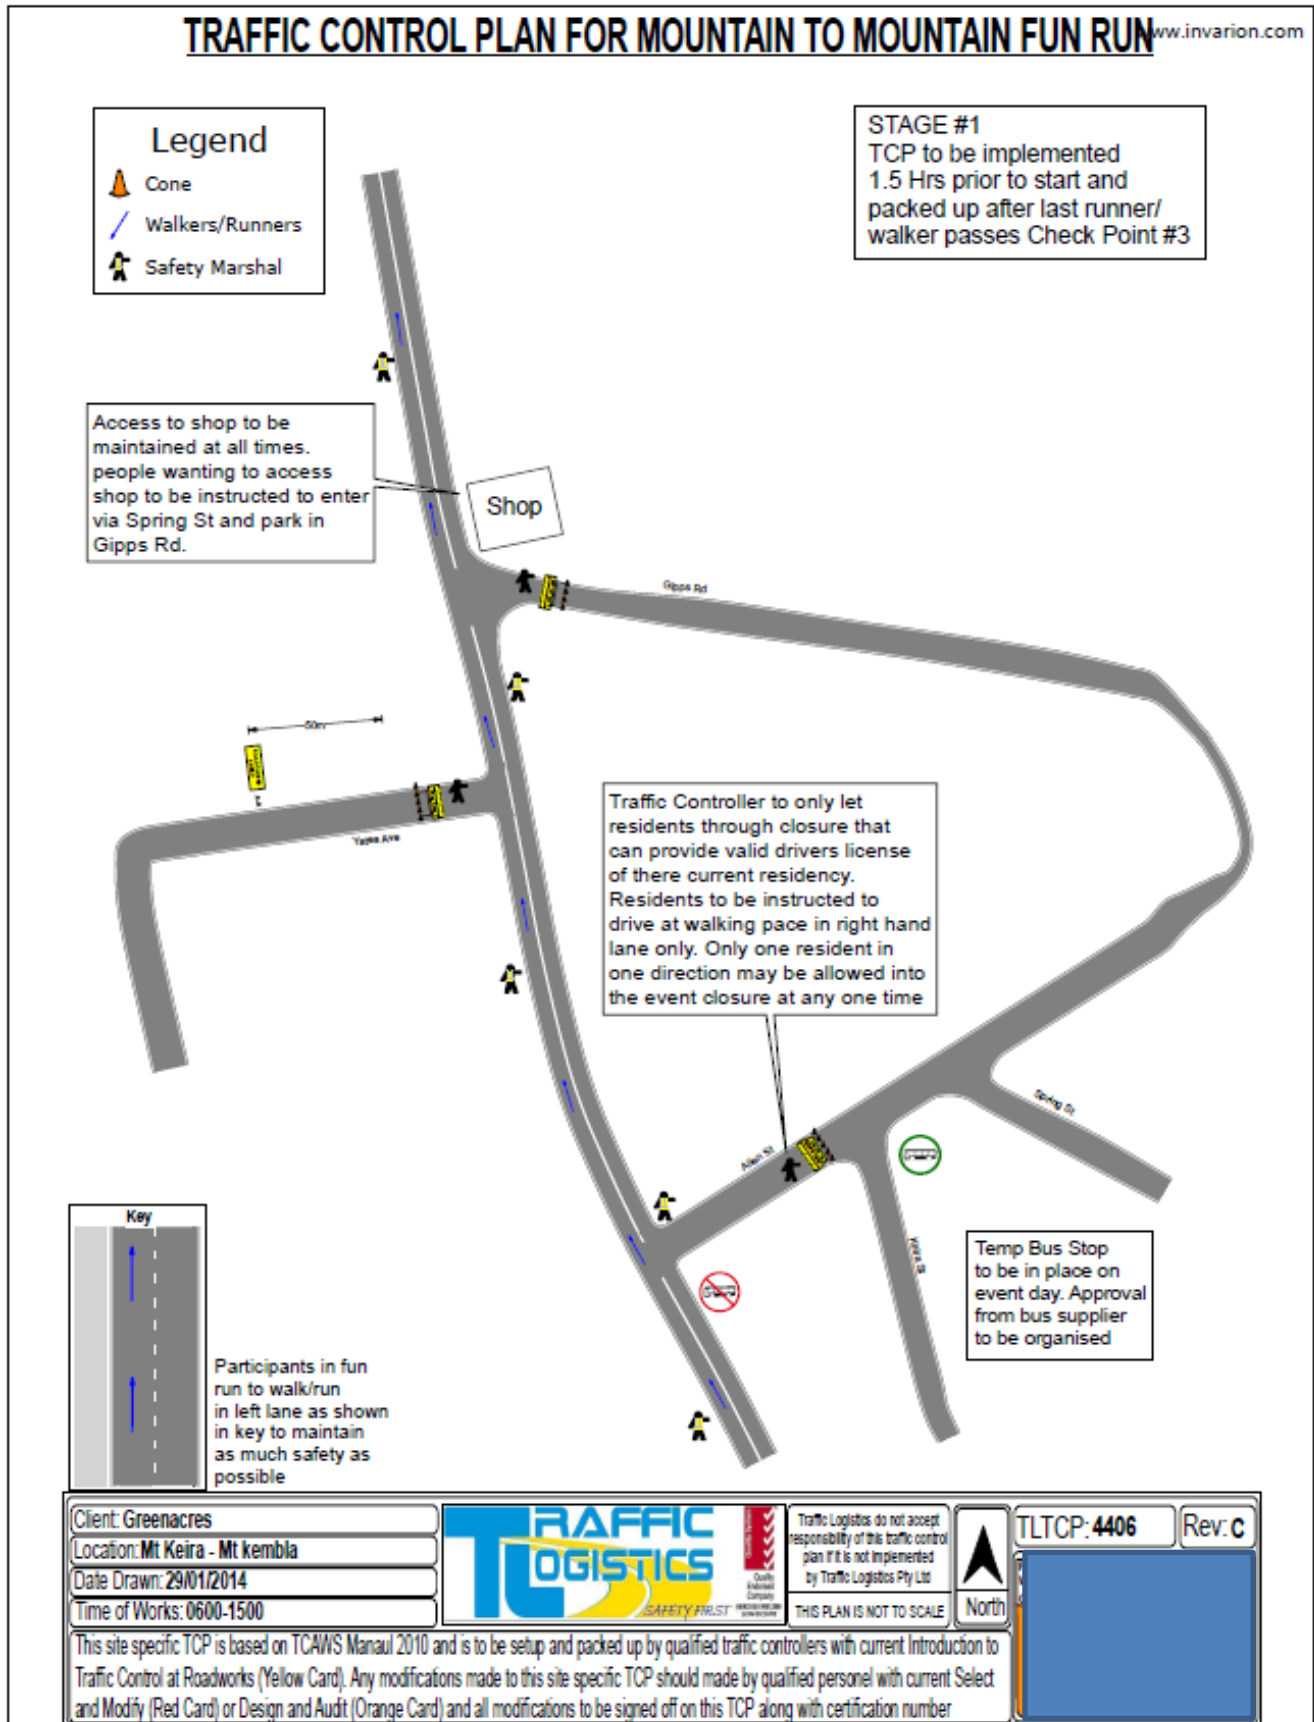 TRAFFIC CONTROL PLAN FOR MOUNTAIN TO MOUNTAIN FUN RUN
ww.invarion.com
Legend
Cone
Walkers/Runners
Safety Marshal
STAGE #1
TCP to be implemented
1.5 Hrs prior to start and
packed up after last runner/
walker passes Check Point #3
Access to shop to be
maintained at all times.
people wanting to access
shop to be instructed to enter
via Spring St and park in
Gipps Rd.
Shop
Gipps Rd
60m
Traffic Controller to only let
residents through closure that
can provide valid drivers license
of there current residency.
Residents to be instructed to
drive at walking pace in right hand
lane only. Only one resident in
one direction may be allowed into
the event closure at any one time
Spring St
Allen St
Keira St
Temp Bus Stop
to be in place on
event day. Approval
from bus supplier
to be organised
Key
Participants in fun
run to walk/run
in left lane as shown
in key to maintain
as much safety as
possible
Client: Greenacres
Location: Mt Keira - Mt kembla
Date Drawn: 29/01/2014
Time of Works: 0600-1500
TRAFFIC
LOGISTICS
SAFETY FIRST
Quality
Endorsed
Company
Traffic Logistics do not accept
responsibility of this traffic control
plan if it is not implemented
by Traffic Logistics Pty Ltd
THIS PLAN IS NOT TO SCALE
North
TLTCP: 4406
Rev: C
This site specific TCP is based on TCAWS Manaul 2010 and is to be setup and packed up by qualified traffic controllers with current Introduction to
Traffic Control at Roadworks (Yellow Card). Any modifications made to this site specific TCP should made by qualified personel with current Select
and Modify (Red Card) or Design and Audit (Orange Card) and all modifications to be signed off on this TCP along with certification number